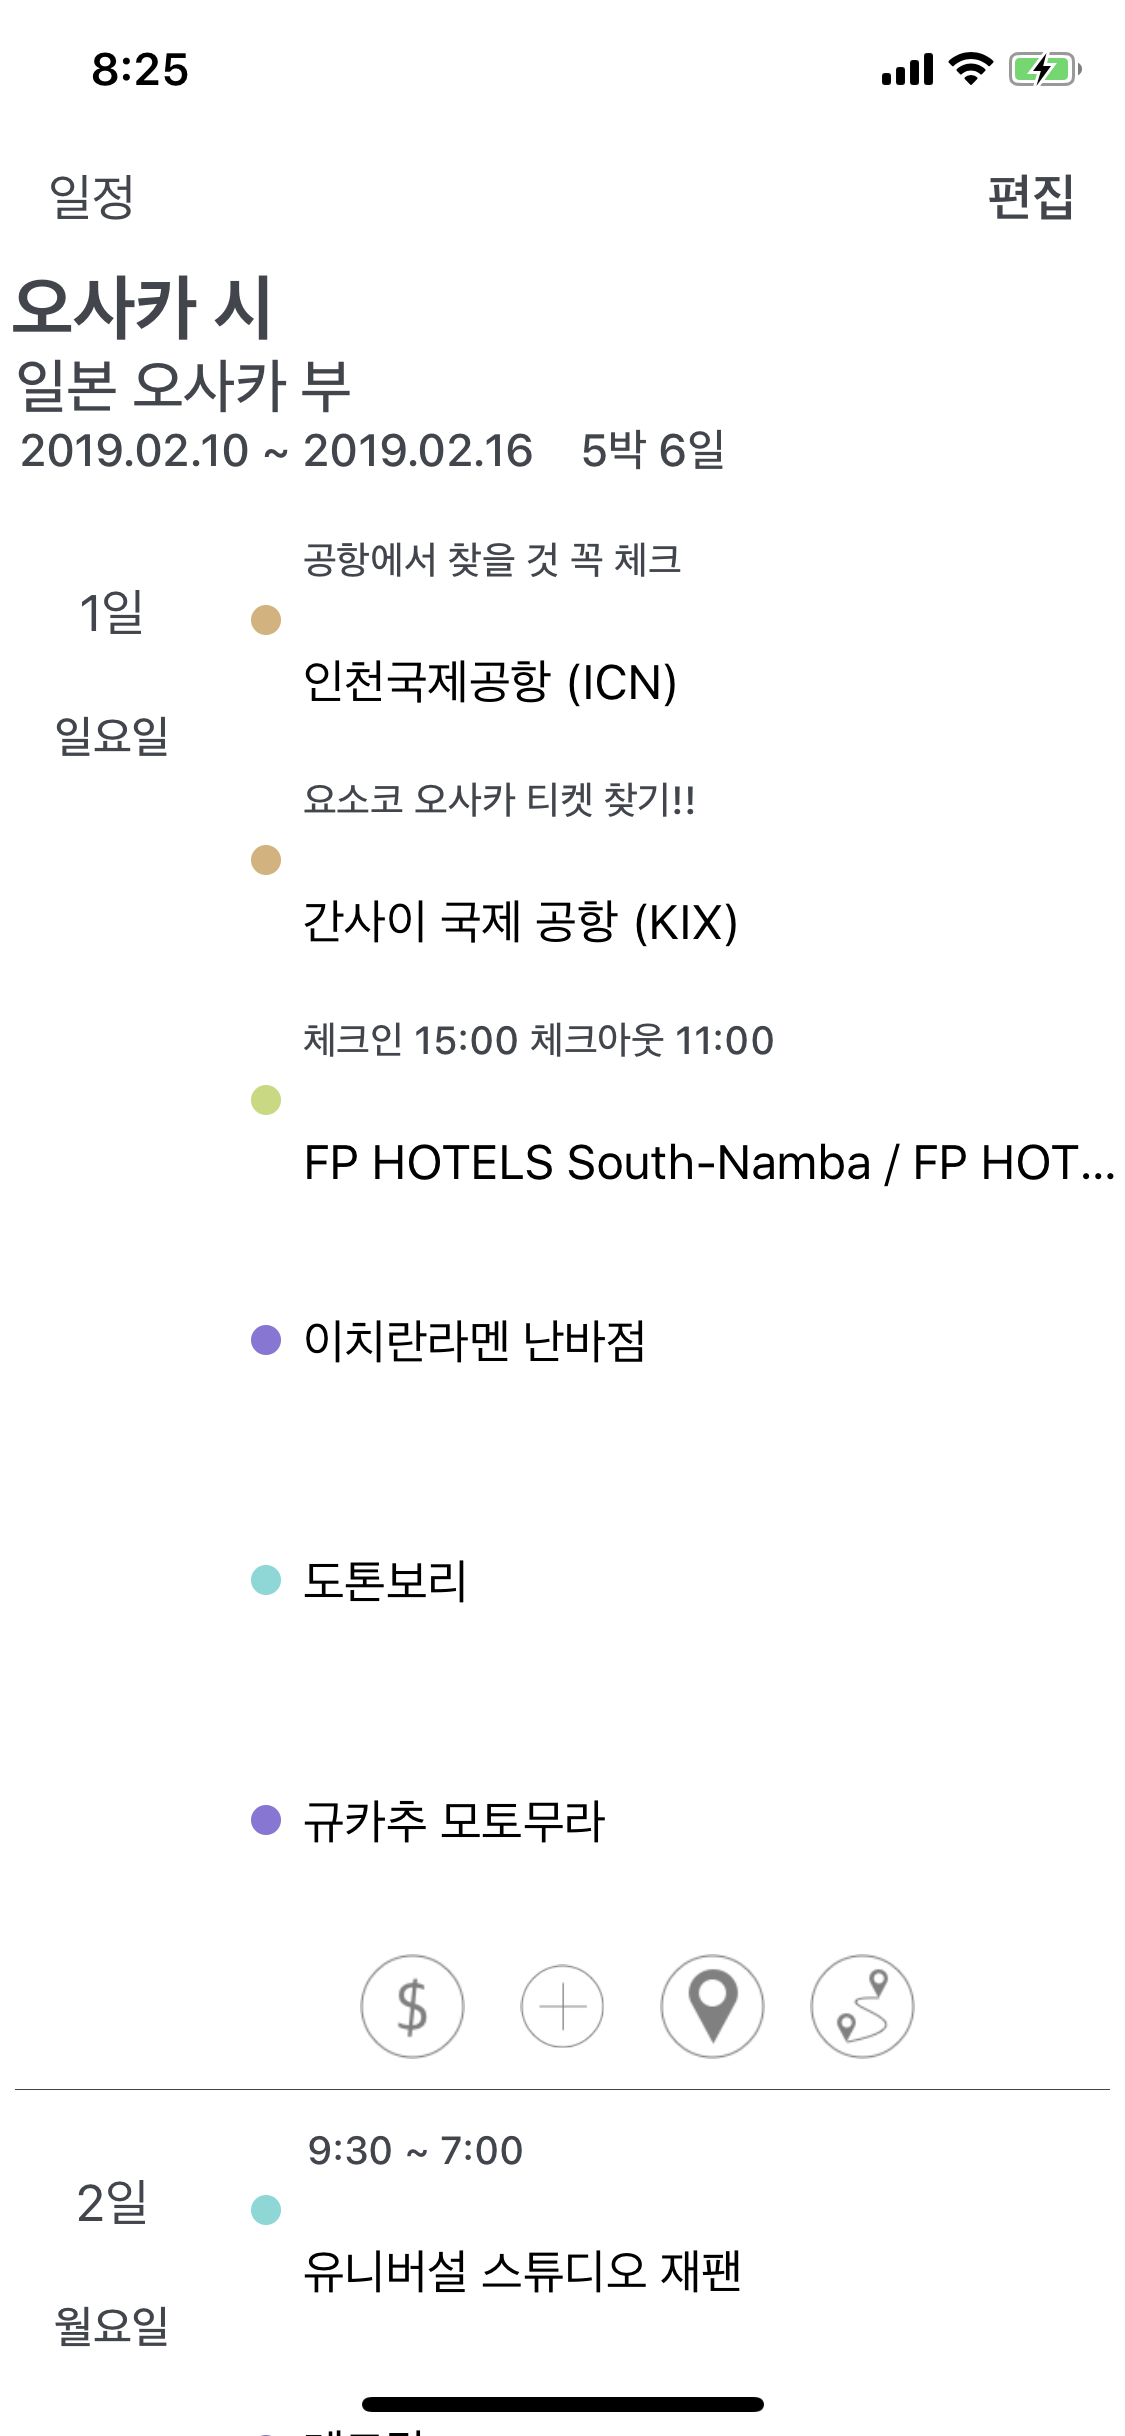 8:25
일정 편집
오사카 시
일본 오사카 부
2019.02.10 ~ 2019.02.16 5박 6일
공항에서 찾을 것 꼭 체크
1일
인천국제공항 (ICN)
일요일
요소코 오사카 티켓 찾기!!
간사이 국제 공항 (KIX)
체크인 15:00 체크아웃 11:00
FP HOTELS South-Namba / FP HOT...
이치란라멘 난바점
도톤보리
규카추 모토무라
$
9:30 ~ 7:00
2일
유니버설 스튜디오 재팬
월요일